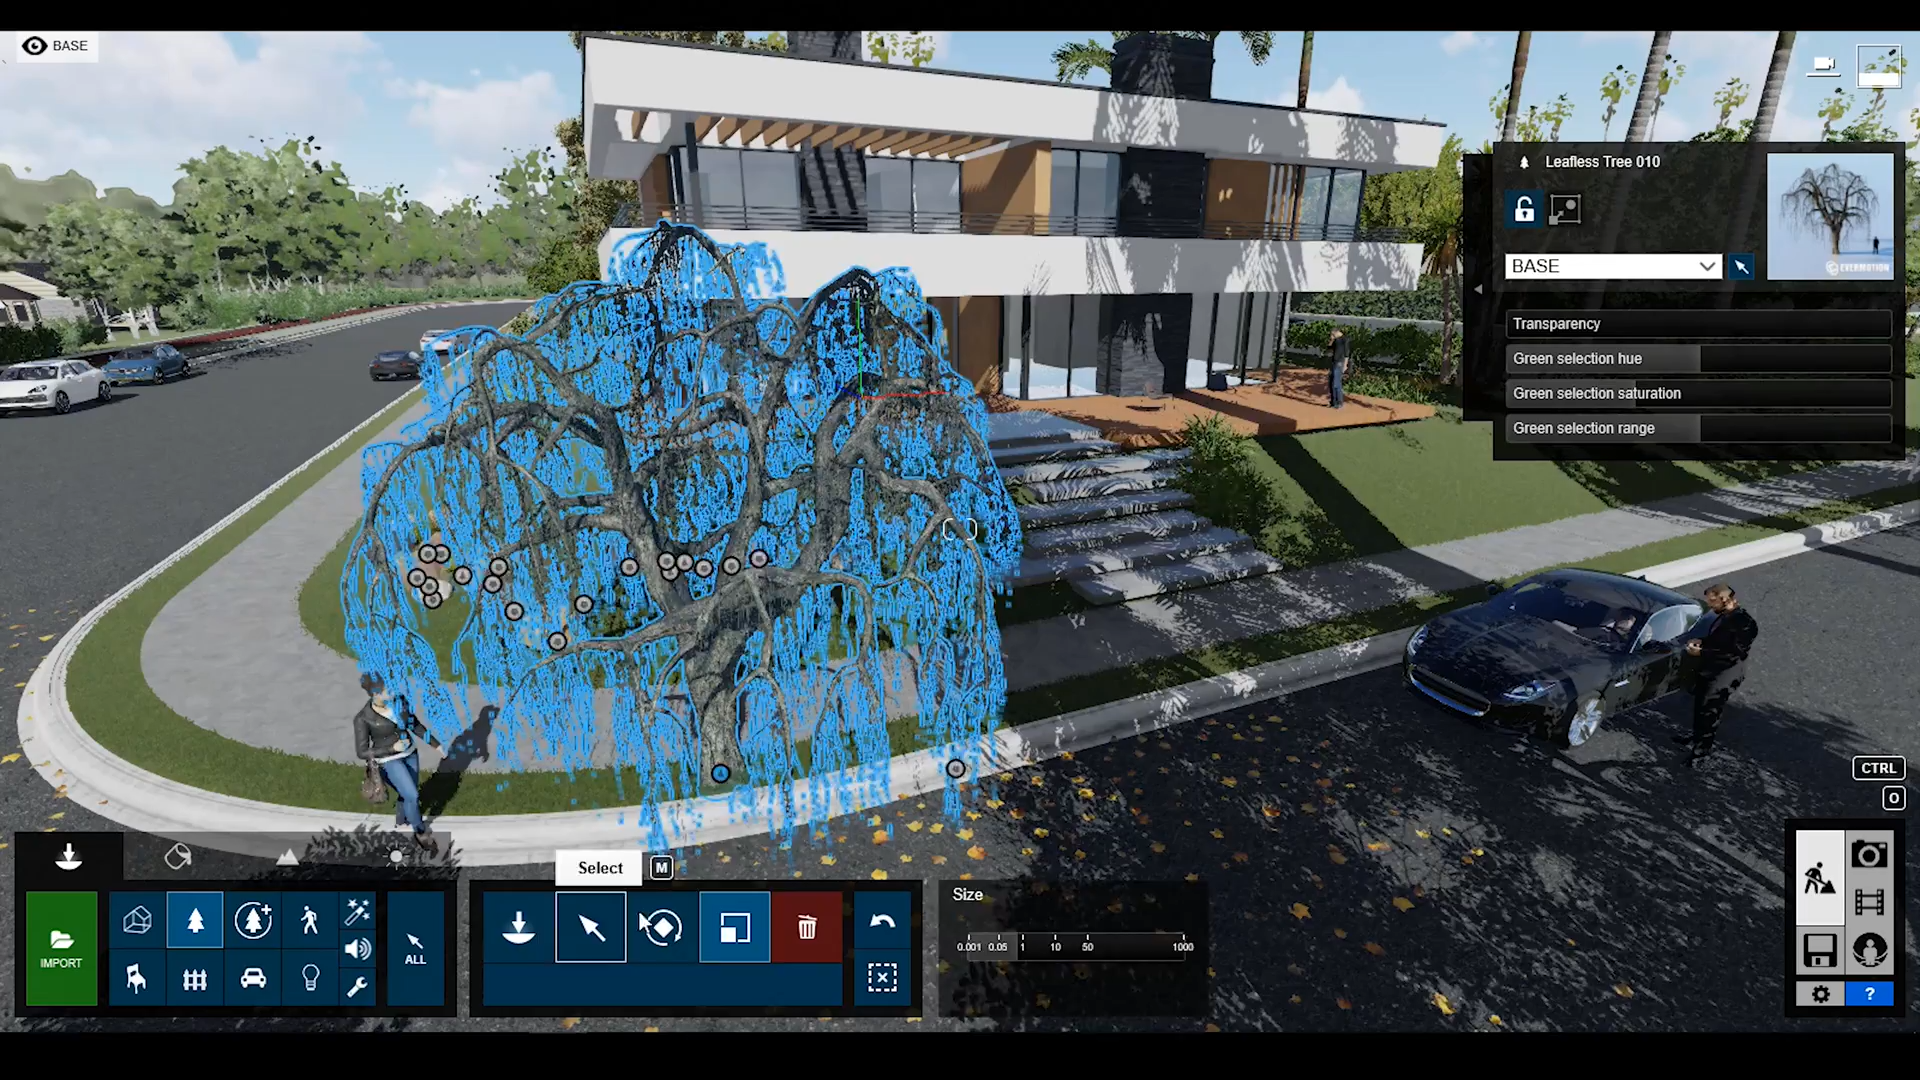 BASE
Leafless Tree 010
BASE
EVERMOTION
Transparency
Green selection hue
Green selection saturation
Green selection range
CTRL
O
Select
M
IMPORT
ALL
Size
0.001 0.05 1 10 50 1000
?